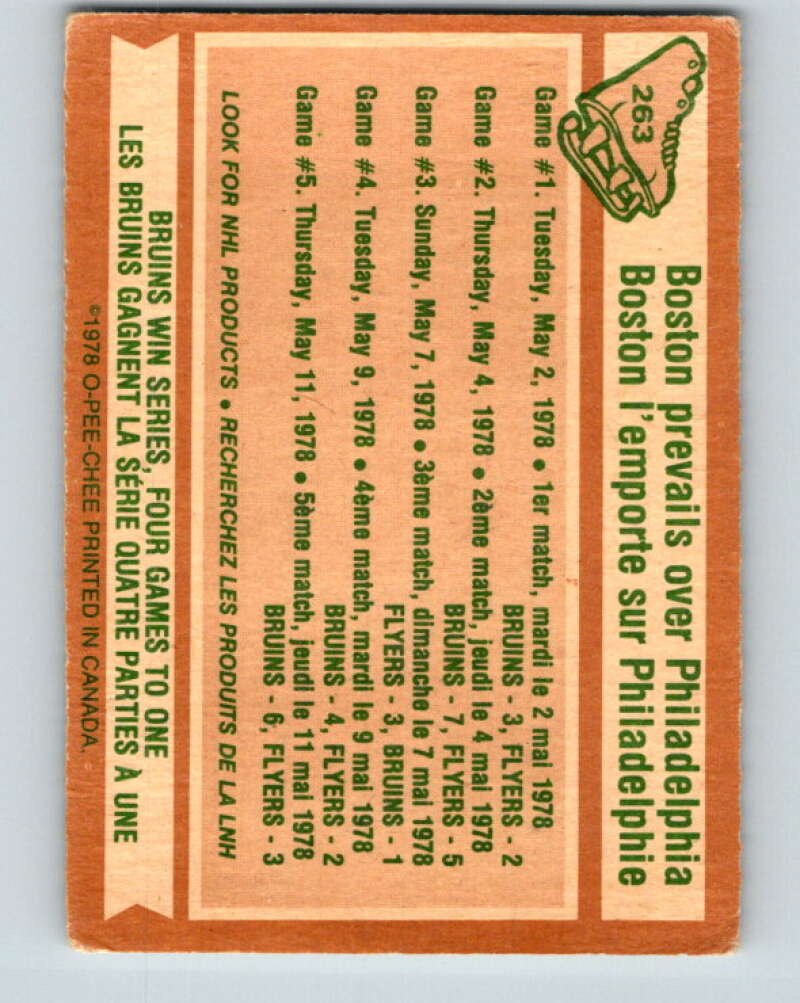 263
Boston prevails over Philadelphia
Boston l'emporte sur Philadelphie
Game #1. Tuesday, May 2, 1978 • 1er match, mardi le 2 mai 1978
BRUINS - 3, FLYERS - 2
Game #2. Thursday, May 4, 1978 • 2ème match, jeudi le 4 mai 1978
BRUINS - 7, FLYERS - 5
Game #3. Sunday, May 7, 1978 • 3ème match, dimanche le 7 mai 1978
FLYERS - 3, BRUINS - 1
Game #4. Tuesday, May 9, 1978 • 4ème match, mardi le 9 mai 1978
BRUINS - 4, FLYERS - 2
Game #5. Thursday, May 11, 1978 • 5ème match, jeudi le 11 mai 1978
BRUINS - 6, FLYERS - 3
LOOK FOR NHL PRODUCTS • RECHERCHEZ LES PRODUITS DE LA LNH
BRUINS WIN SERIES, FOUR GAMES TO ONE
LES BRUINS GAGNENT LA SÉRIE QUATRE PARTIES À UNE
©1978 O-PEE-CHEE PRINTED IN CANADA.